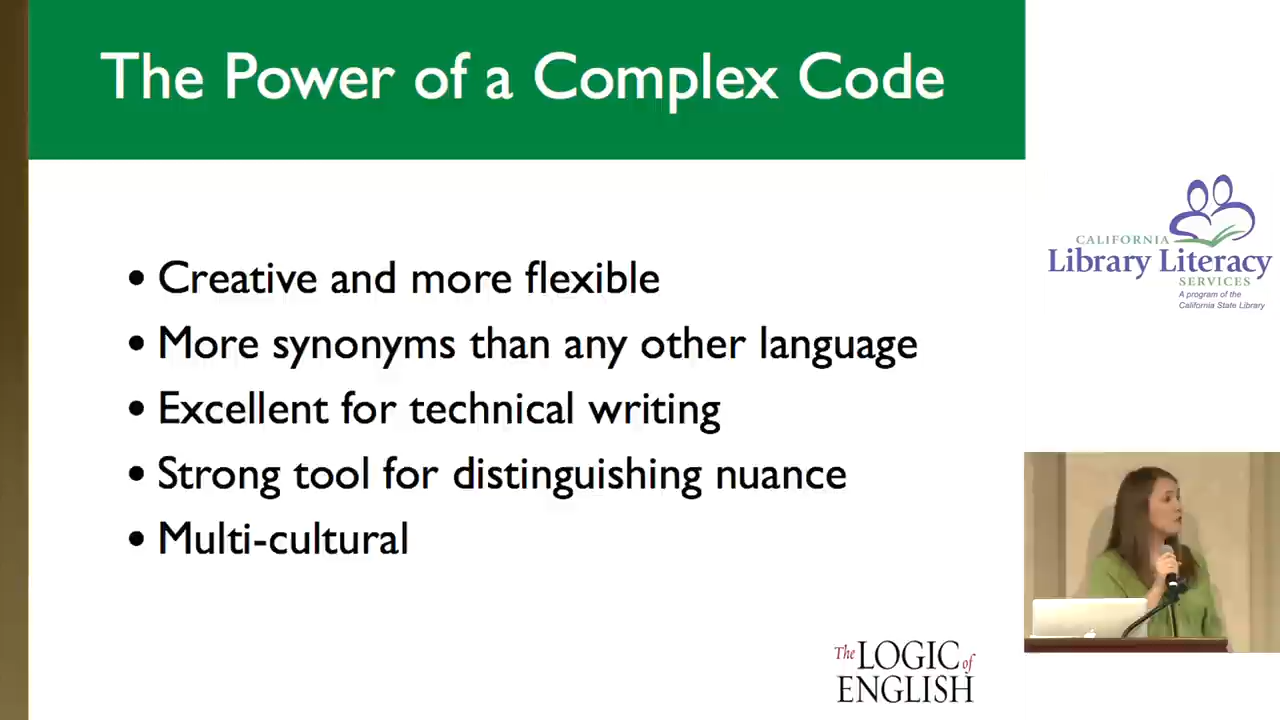 The Power of a Complex Code
• Creative and more flexible
• More synonyms than any other language
• Excellent for technical writing
• Strong tool for distinguishing nuance
• Multi-cultural
The LOGIC of
ENGLISH
CALIFORNIA
Library Literacy
SERVICES
A program of the
California State Library